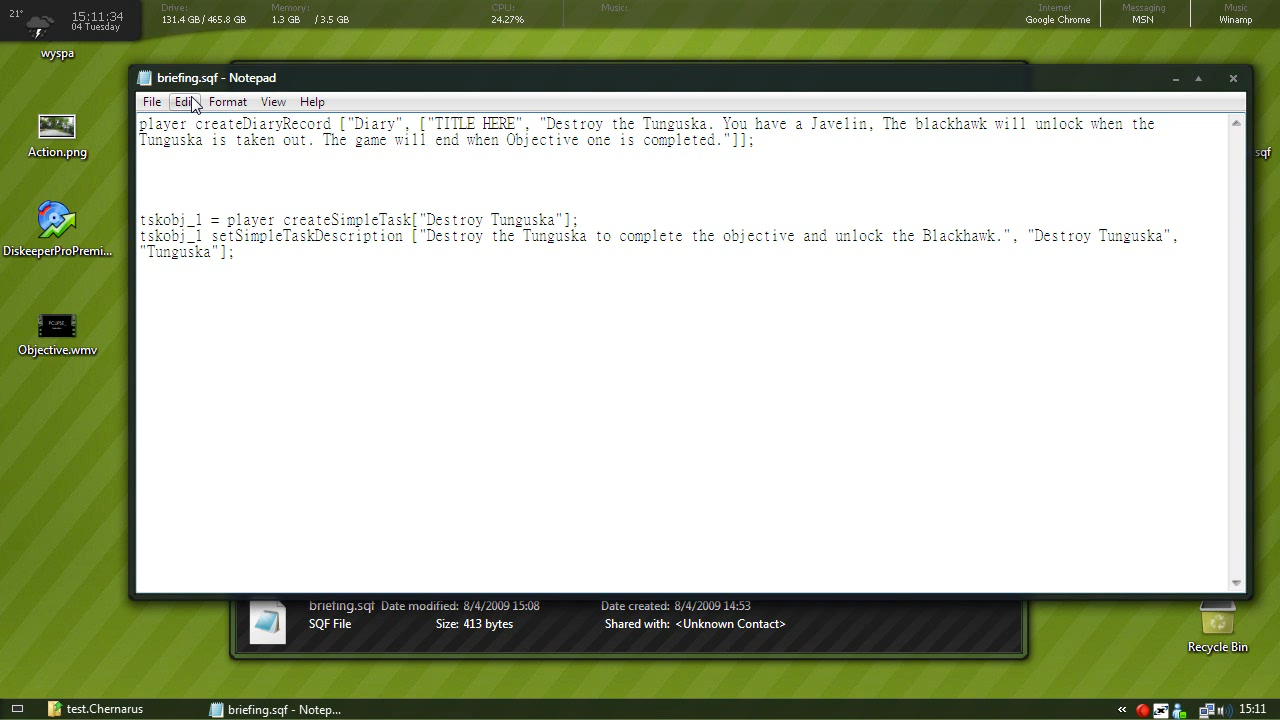 21°
15:11:34
04 Tuesday
Drive:
131.4 GB / 465.8 GB
Memory:
1.3 GB / 3.5 GB
CPU:
24.27%
Music:
Internet
Google Chrome
Messaging
MSN
Music
Winamp
wyspa
Action.png
DiskeeperProPremi...
Objective.wmv
briefing.sqf - Notepad
File Edit Format View Help
player createDiaryRecord ["Diary", ["TITLE HERE", "Destroy the Tunguska. You have a Javelin, The blackhawk will unlock when the
Tunguska is taken out. The game will end when Objective one is completed."]];
tskobj_1 = player createSimpleTask["Destroy Tunguska"];
tskobj_1 setSimpleTaskDescription ["Destroy the Tunguska to complete the objective and unlock the Blackhawk.", "Destroy Tunguska",
"Tunguska"];
sqf
briefing.sqf Date modified: 8/4/2009 15:08 Date created: 8/4/2009 14:53
SQF File Size: 413 bytes Shared with: <Unknown Contact>
Recycle Bin
test.Chernarus
briefing.sqf - Notep...
«
15:11